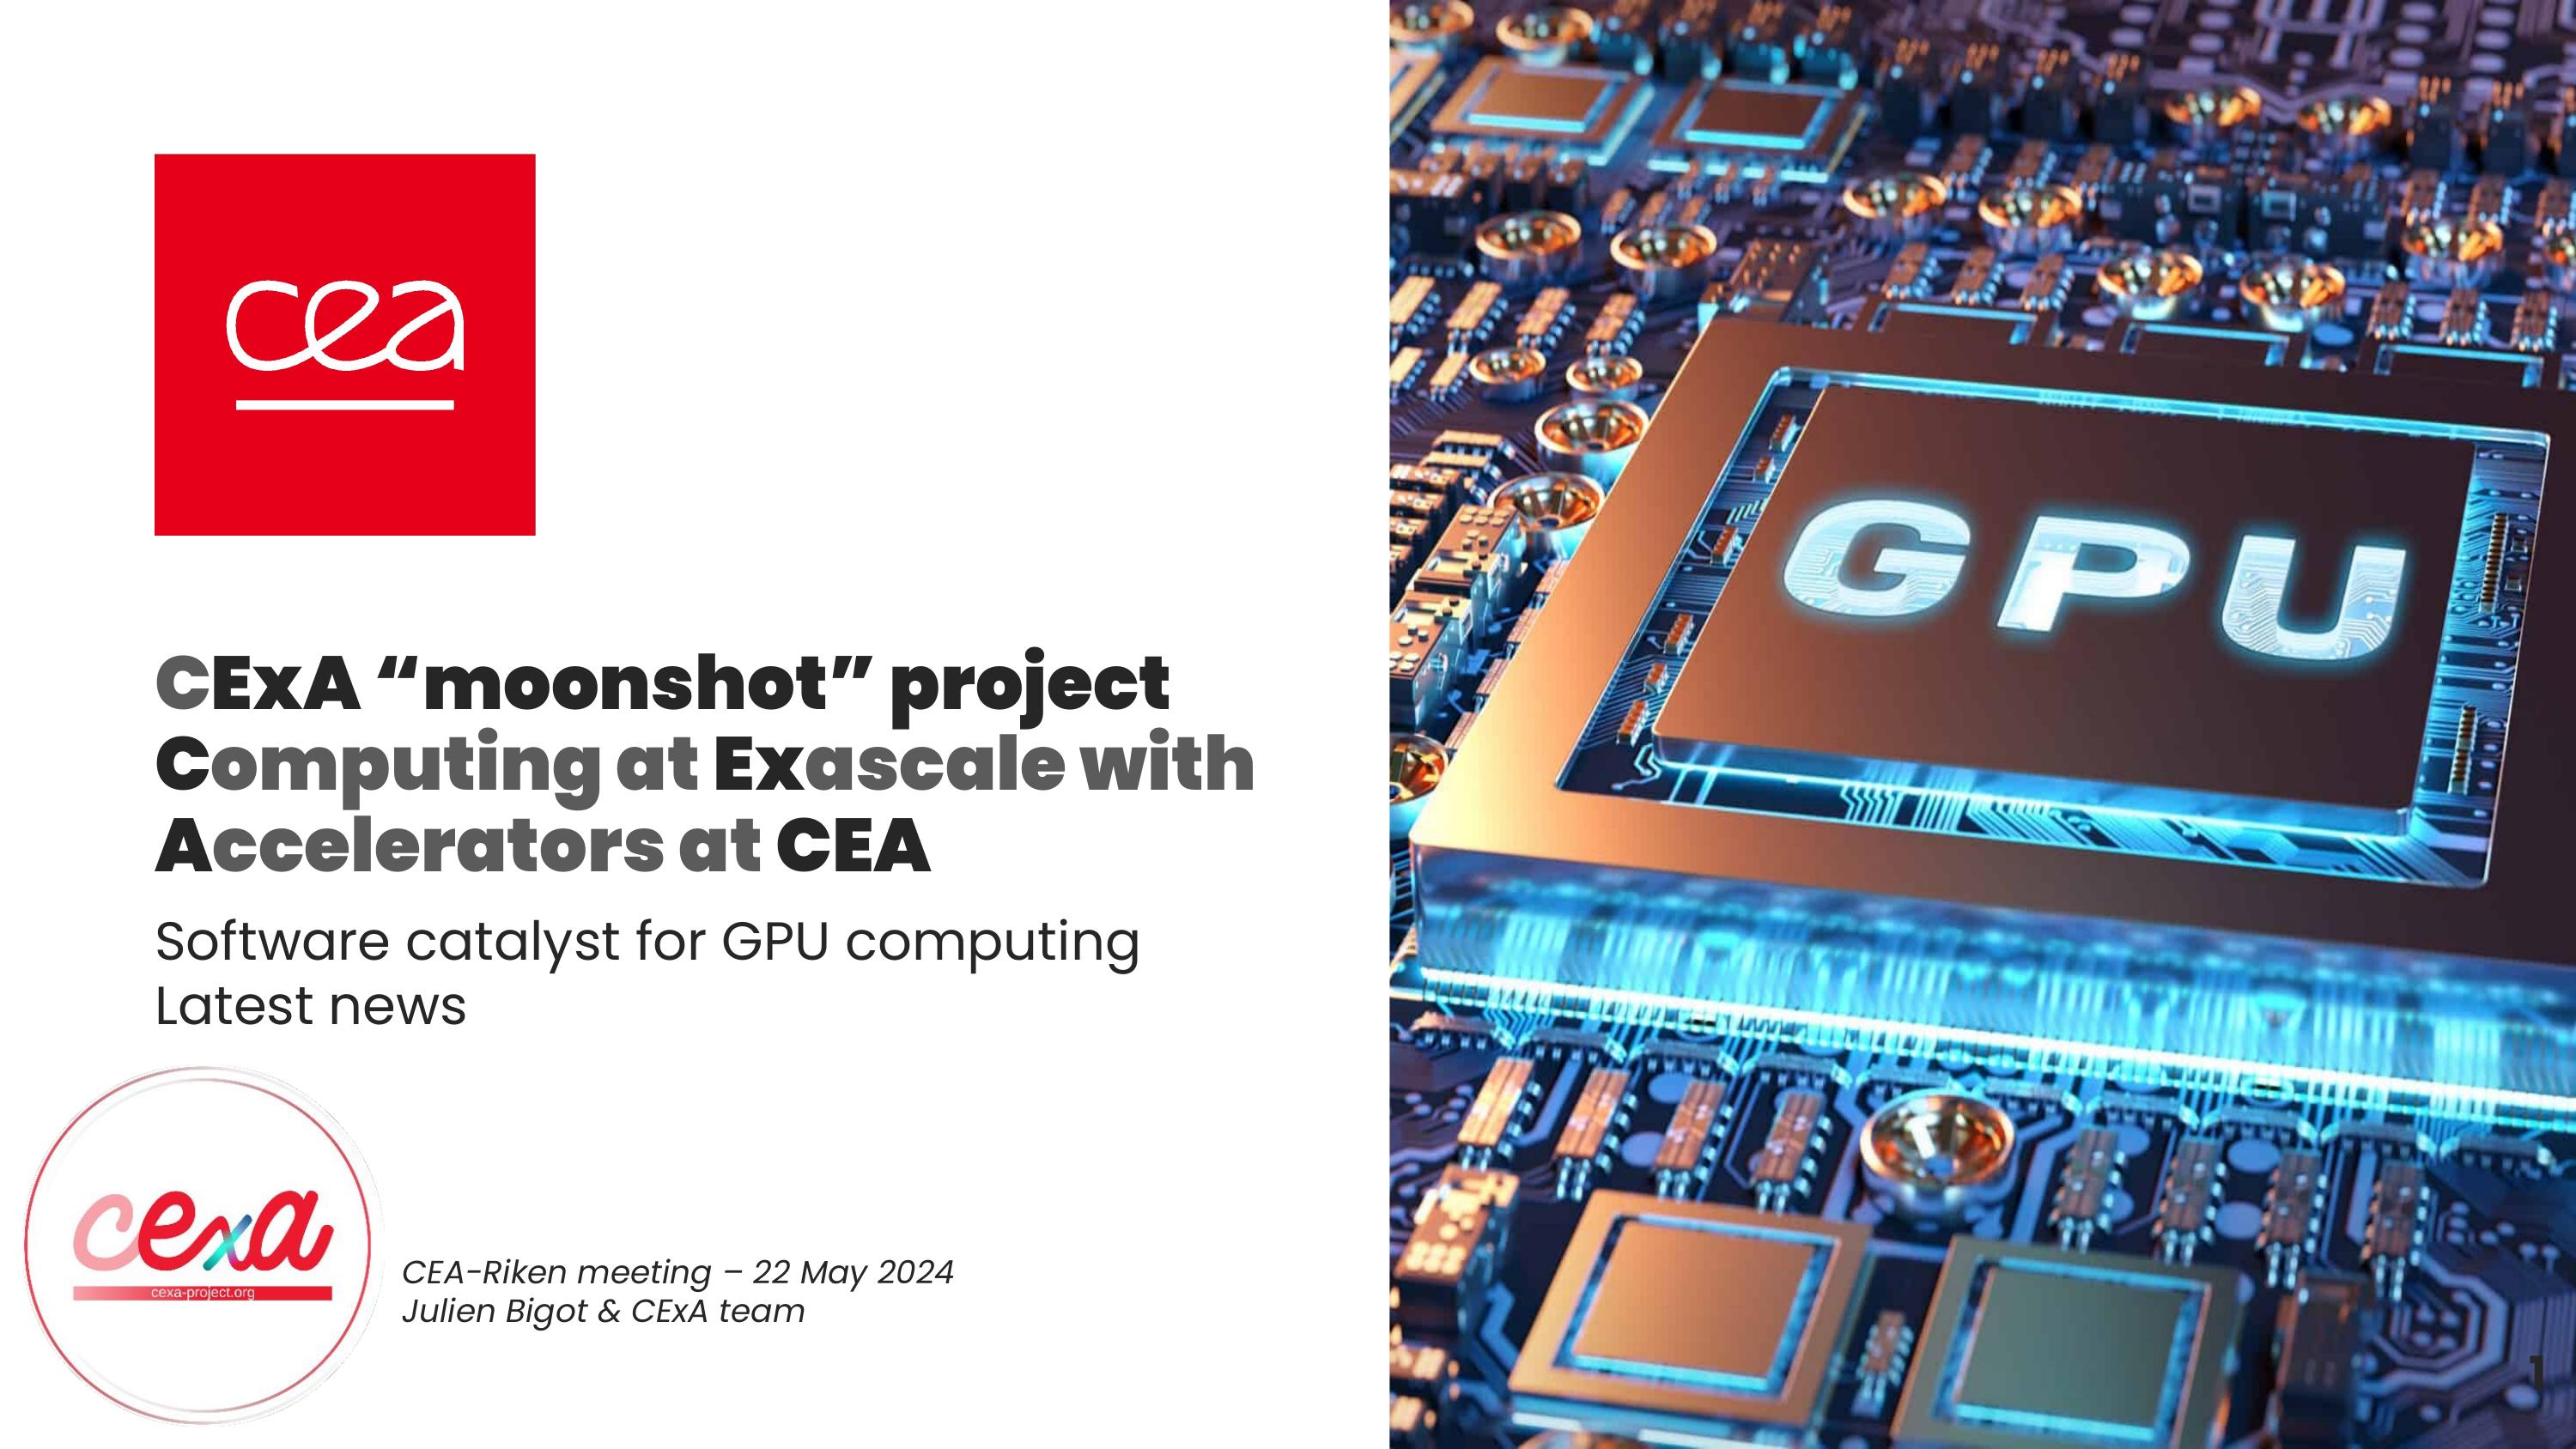 cea
CExA “moonshot” project
Computing at Exascale with
Accelerators at CEA
Software catalyst for GPU computing
Latest news
cexa
cexa-project.org
CEA-Riken meeting – 22 May 2024
Julien Bigot & CExA team
GPU
1